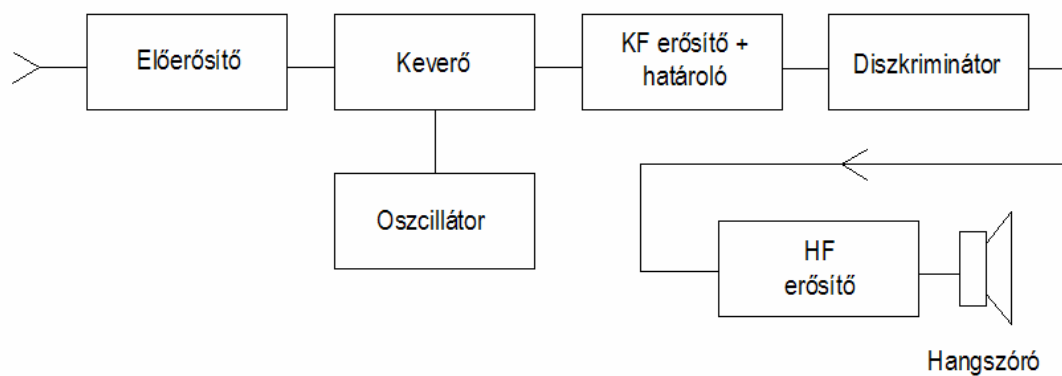 Előerősítő
Keverő
KF erősítő +
határoló
Diszkriminátor
Oszcillátor
HF
erősítő
Hangszóró